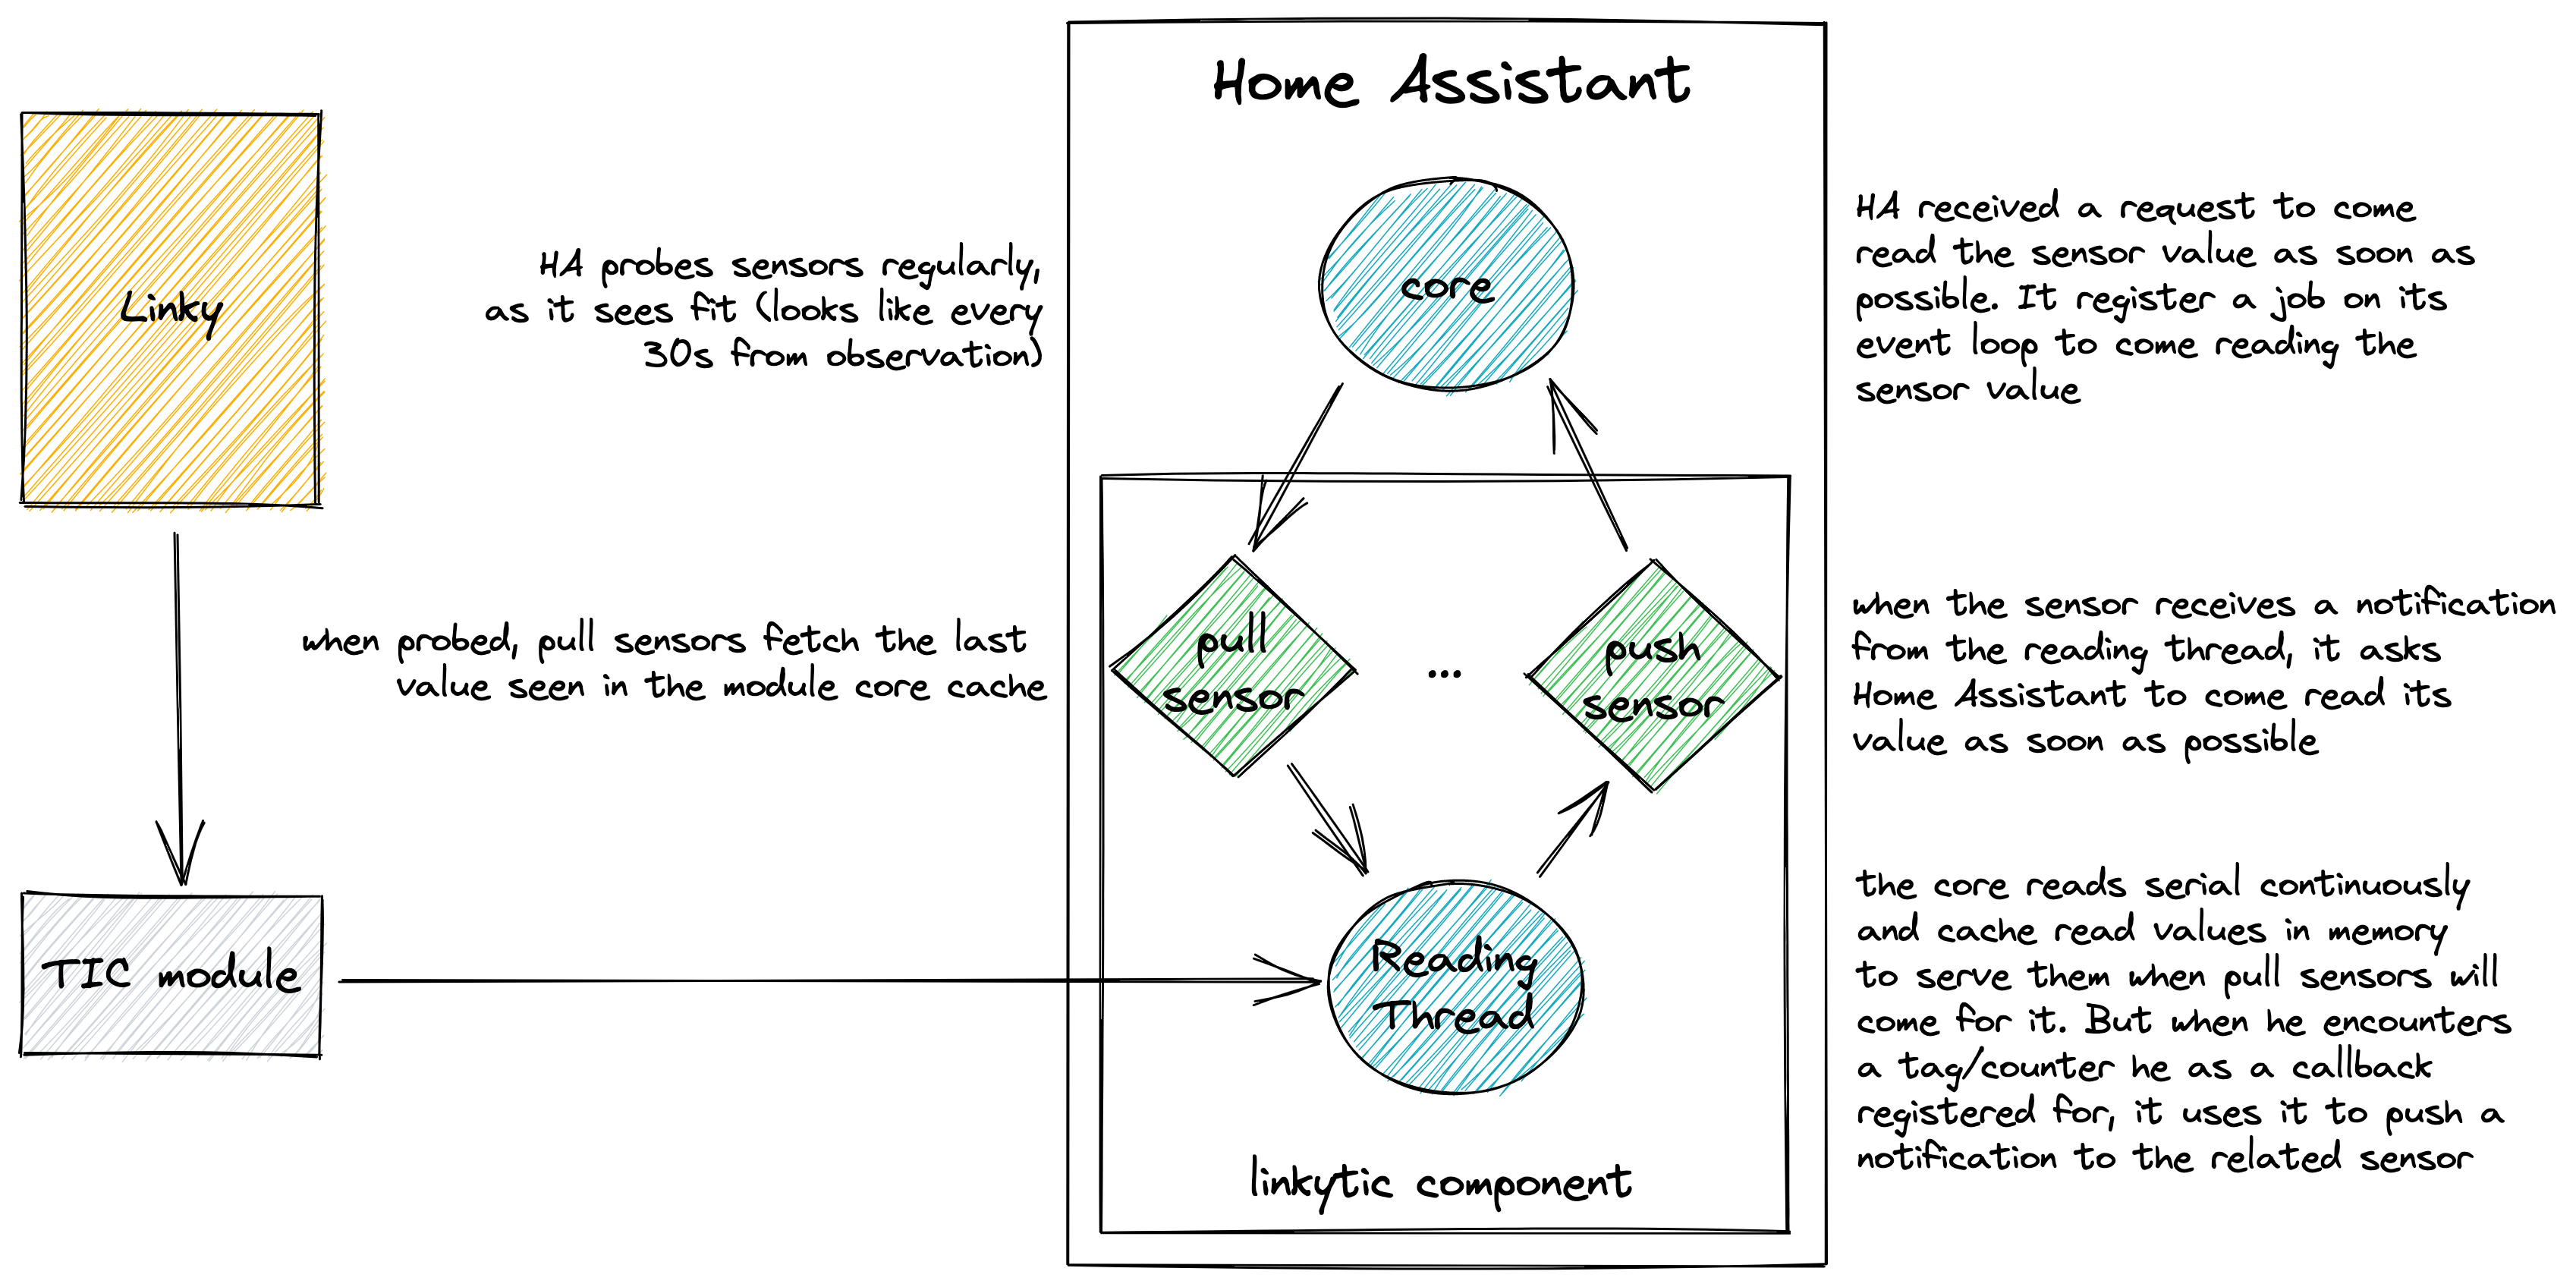 Home Assistant
Linky
HA probes sensors regularly,
as it sees fit (looks like every
30s from observation)
core
HA received a request to come
read the sensor value as soon as
possible. It register a job on its
event loop to come reading the
sensor value
when probed, pull sensors fetch the last
value seen in the module core cache
pull
sensor
...
push
sensor
when the sensor receives a notification
from the reading thread, it asks
Home Assistant to come read its
value as soon as possible
TIC module
Reading
Thread
the core reads serial continuously
and cache read values in memory
to serve them when pull sensors will
come for it. But when he encounters
a tag/counter he as a callback
registered for, it uses it to push a
notification to the related sensor
linkytic component